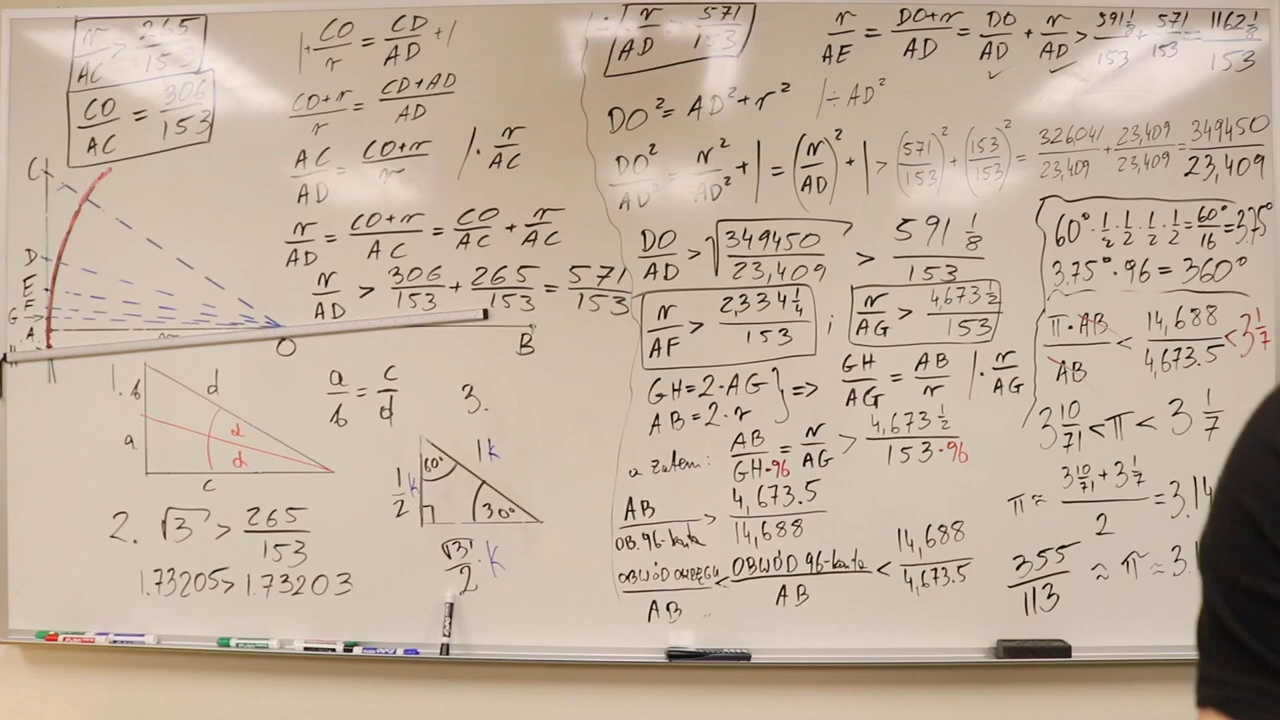 r/AC > 265/153
CO/AC = 306/153
1+ CO/r = CD/AD +1
CO+r/r = CD+AD/AD
AC/AD = CO+r/r /· r/AC
r/AD = CO+r/AC = CO/AC + r/AC
r/AD > 306/153 + 265/153 = 571/153
C
D
E
F
G
A
H
r
O
B
1.
b
a
d
α
α
c
a/b = c/d
2. √3 > 265/153
1.73205 > 1.73203
3.
60°
1k
1/2 k
30°
√3/2 · k
r/AD > 571/153
DO² = AD² + r² /÷AD²
DO²/AD² = r²/AD² + 1 = (r/AD)² + 1 > (571/153)² + (153/153)² = 326,041/23,409 + 23,409/23,409 = 349450/23,409
DO/AD > √349450/23,409 > 591 1/8/153
r/AF > 2,334 1/4/153 ; r/AG > 4,673 1/2/153
GH = 2·AG
AB = 2·r } => GH/AG = AB/r /· r/AG
a zatem: AB/GH·96 = r/AG > 4,673 1/2/153·96
AB/OB. 96-kąta > 4,673.5/14,688
OBWÓD OKRĘGU/AB < OBWÓD 96-kąta/AB < 14,688/4,673.5
r/AE = DO+r/AD = DO/AD + r/AD > 591 1/8/153 + 571/153 = 1162 1/8/153
60° · 1/2 · 1/2 · 1/2 · 1/2 = 60°/16 = 3.75°
3.75° · 96 = 360°
π·AB/AB < 14,688/4,673.5 < 3 1/7
3 10/71 < π < 3 1/7
π ≈ 3 10/71 + 3 1/7/2 = 3.14
355/113 ≈ π ≈ 3.1